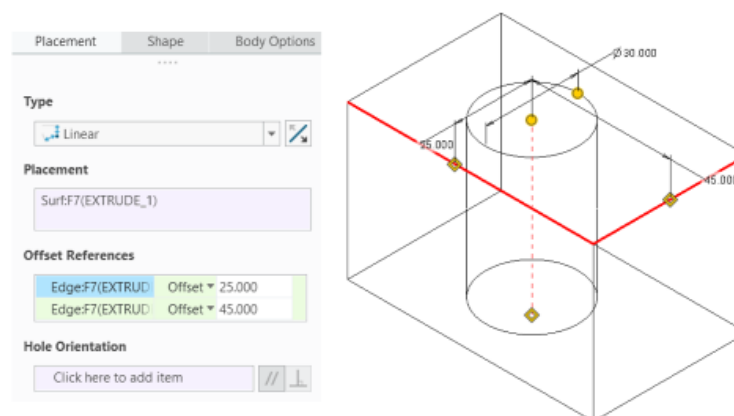 Placement Shape Body Options
Type
Linear
Placement
Surf:F7(EXTRUDE_1)
Offset References
Edge:F7(EXTRUD Offset 25.000
Edge:F7(EXTRUD Offset 45.000
Hole Orientation
Click here to add item
Ø 30.000
25.000
45.000